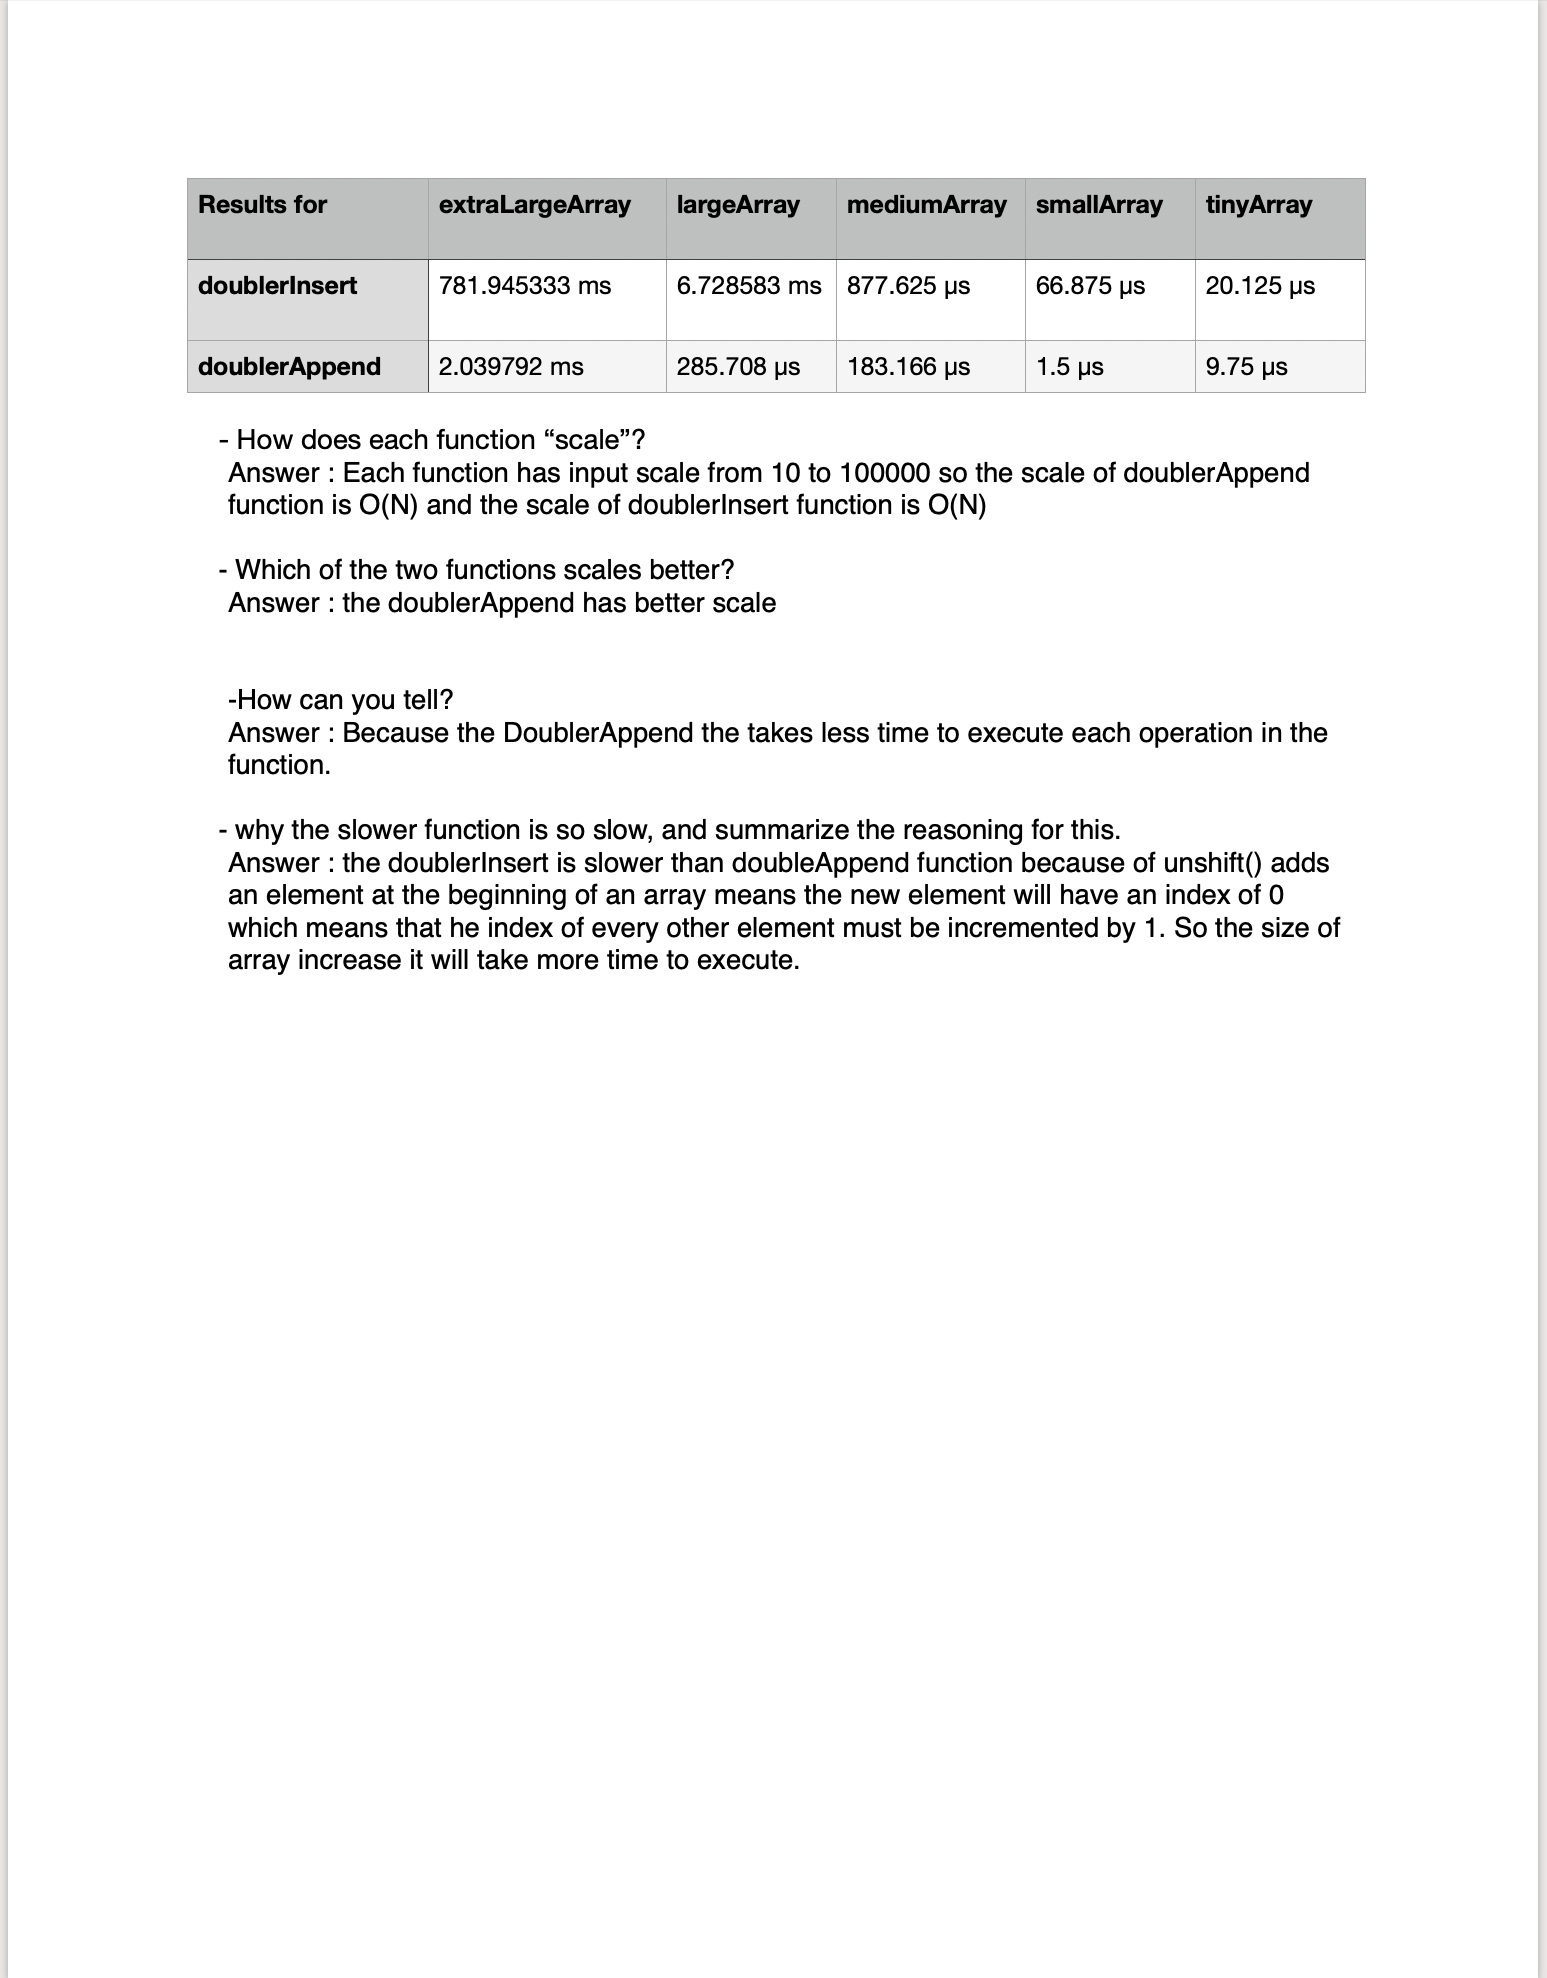 Results for extraLargeArray largeArray mediumArray smallArray tinyArray
doublerInsert 781.945333 ms 6.728583 ms 877.625 μs 66.875 μs 20.125 μs
doublerAppend 2.039792 ms 285.708 μs 183.166 μs 1.5 μs 9.75 μs
- How does each function “scale”?
Answer : Each function has input scale from 10 to 100000 so the scale of doublerAppend
function is O(N) and the scale of doublerInsert function is O(N)
- Which of the two functions scales better?
Answer : the doublerAppend has better scale
-How can you tell?
Answer : Because the DoublerAppend the takes less time to execute each operation in the
function.
- why the slower function is so slow, and summarize the reasoning for this.
Answer : the doublerInsert is slower than doubleAppend function because of unshift() adds
an element at the beginning of an array means the new element will have an index of 0
which means that he index of every other element must be incremented by 1. So the size of
array increase it will take more time to execute.